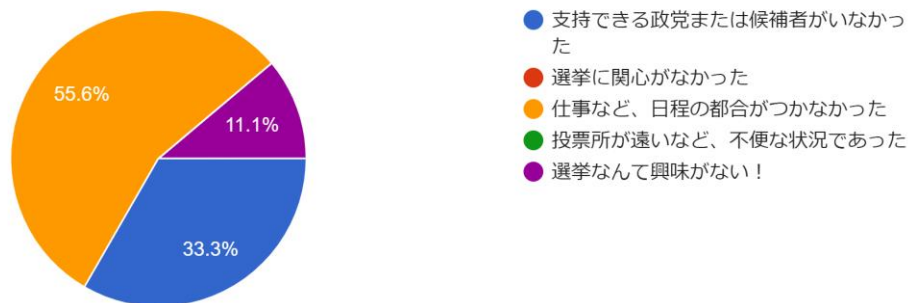 55.6%
11.1%
33.3%
支持できる政党または候補者がいなかっ
た
選挙に関心がなかった
仕事など、日程の都合がつかなかった
投票所が遠いなど、不便な状況であった
選挙なんて興味がない！